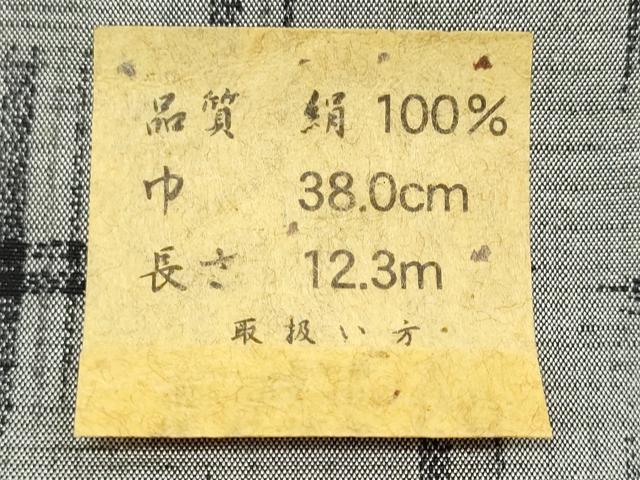 品質 絹 100%
巾 38.0cm
長さ 12.3m
取扱い方